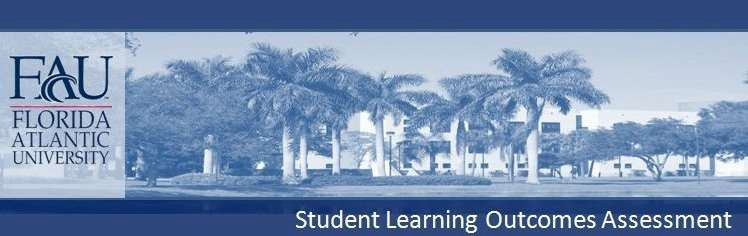 FAU
FLORIDA
ATLANTIC
UNIVERSITY
Student Learning Outcomes Assessment